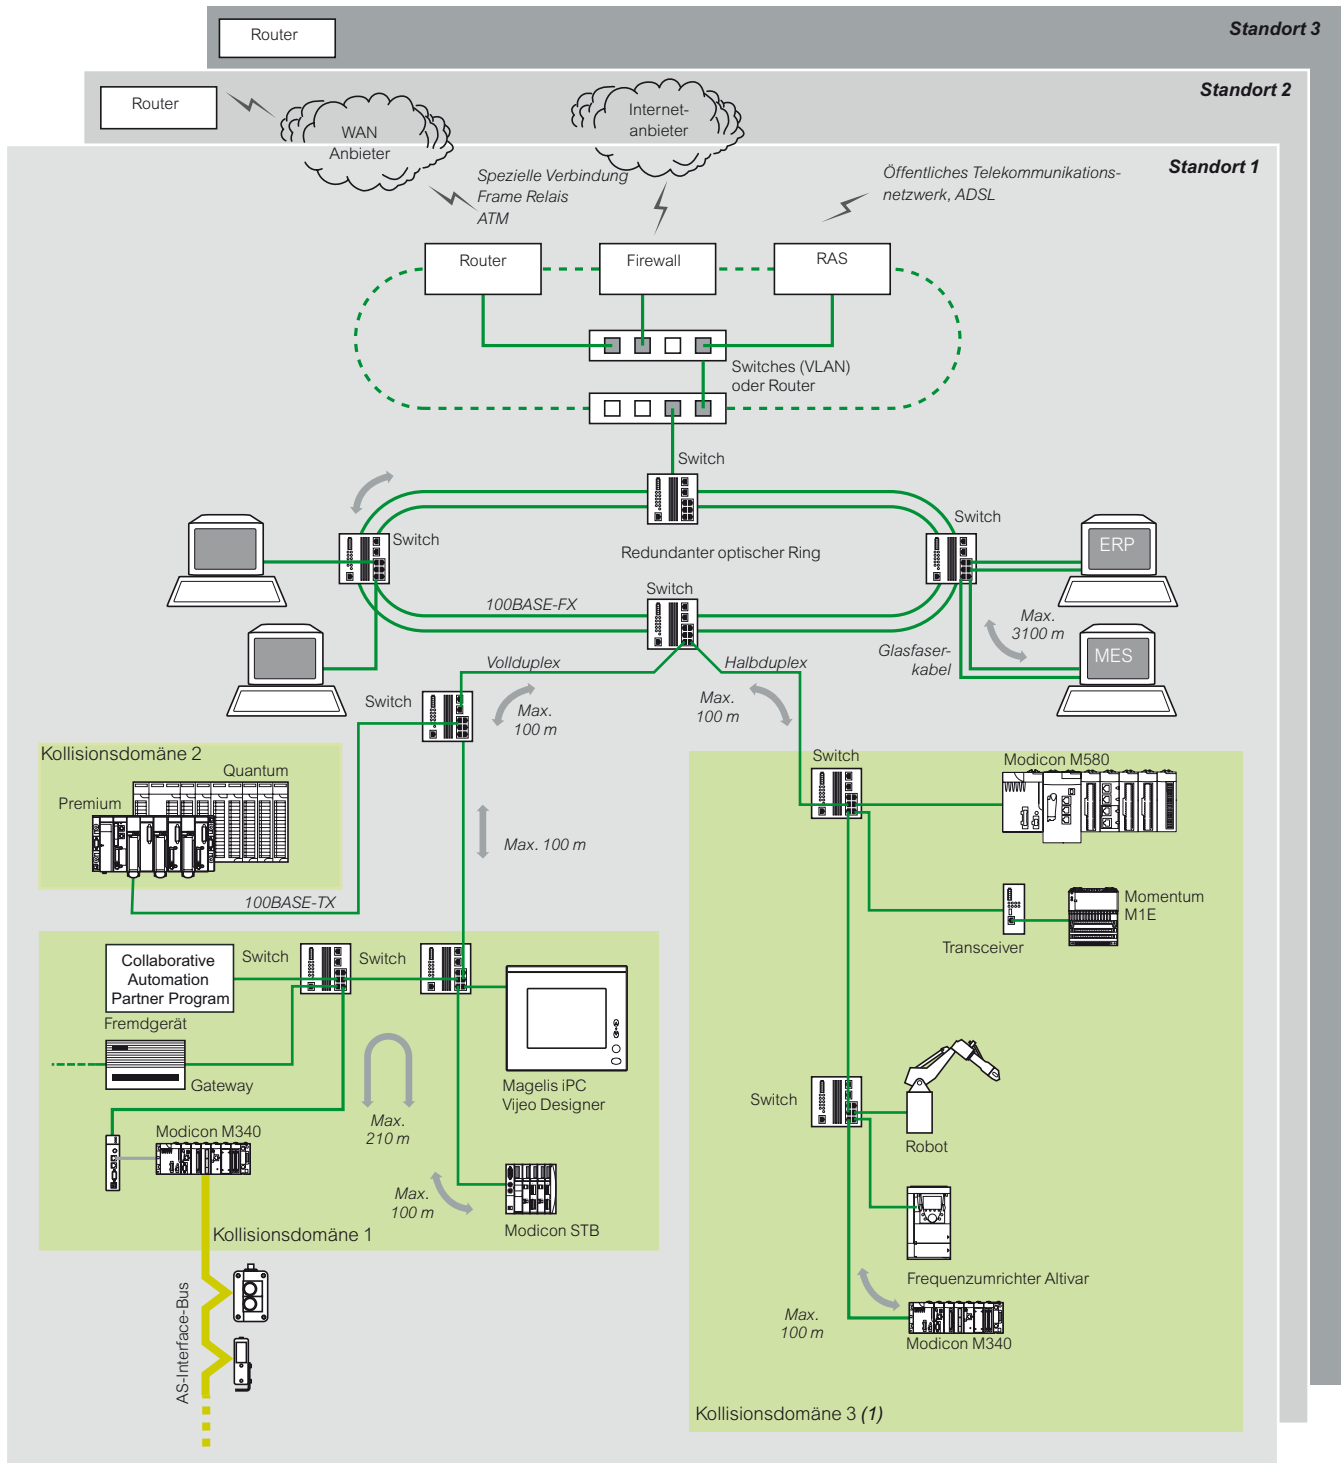 Standort 3
Router
Standort 2
Router
WAN
Anbieter
Internet-
anbieter
Standort 1
Spezielle Verbindung
Frame Relais
ATM
Öffentliches Telekommunikations-
netzwerk, ADSL
Router
Firewall
RAS
Switches (VLAN)
oder Router
Switch
Switch
Switch
Redundanter optischer Ring
ERP
100BASE-FX
Switch
Max.
3100 m
Glasfaser-
kabel
MES
Vollduplex
Halbduplex
Switch
Max.
100 m
Max.
100 m
Kollisionsdomäne 2
Quantum
Premium
Switch
Modicon M580
Max. 100 m
100BASE-TX
Momentum
M1E
Transceiver
Collaborative
Automation
Partner Program
Switch
Switch
Fremdgerät
Gateway
Magelis iPC
Vijeo Designer
Max.
210 m
Modicon M340
Switch
Robot
Max.
100 m
Modicon STB
Kollisionsdomäne 1
Frequenzumrichter Altivar
AS-Interface-Bus
Max.
100 m
Modicon M340
Kollisionsdomäne 3 (1)